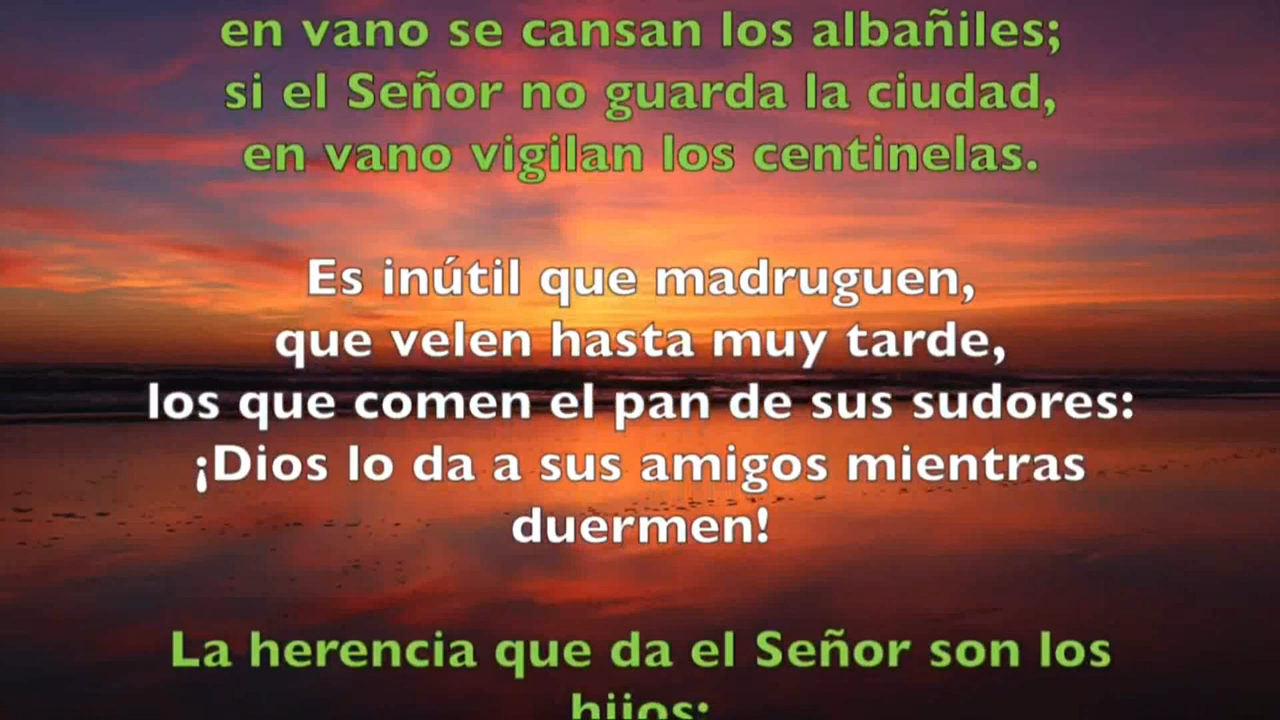 en vano se cansan los albañiles;
si el Señor no guarda la ciudad,
en vano vigilan los centinelas.
Es inútil que madruguen,
que velen hasta muy tarde,
los que comen el pan de sus sudores:
¡Dios lo da a sus amigos mientras
duermen!
La herencia que da el Señor son los
hijos: